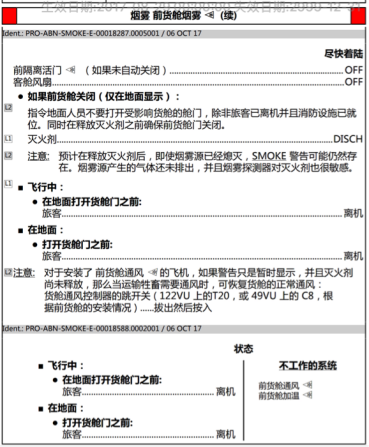 烟雾 前货舱烟雾 (续)
Ident.: PRO-ABN-SMOKE-E-00018287.0005001 / 06 OCT 17
尽快着陆
前隔离活门 （如果未自动关闭）......OFF
客舱风扇......OFF
● 如果前货舱关闭（仅在地面显示）：
L2 指令地面人员不要打开受影响货舱的舱门，除非旅客已离机并且消防设施已就
位。同时在释放灭火剂之前确保前货舱门关闭。
L1 灭火剂......DISCH
L2 注意: 预计在释放灭火剂后，即使烟雾源已经熄灭，SMOKE 警告可能仍然存
在。烟雾源产生的气体还未排出，并且烟雾探测器对灭火剂也很敏感。
L1 ■ 飞行中：
● 在地面打开货舱门之前:
旅客......离机
■ 在地面：
● 打开货舱门之前:
旅客......离机
L2 注意: 对于安装了 前货舱通风 的飞机，如果警告只是暂时显示，并且灭火剂
尚未释放，那么当运输牲畜需要通风时，可恢复货舱的正常通风：
货舱通风控制器的跳开关（122VU 上的T20，或 49VU 上的 C8，根
据前货舱的安装情况）......拔出然后按入
Ident.: PRO-ABN-SMOKE-E-00018588.0002001 / 06 OCT 17
状态
■ 飞行中：
● 在地面打开货舱门之前:
旅客......离机
■ 在地面：
● 打开货舱门之前:
旅客......离机
不工作的系统
前货舱通风
前货舱加温